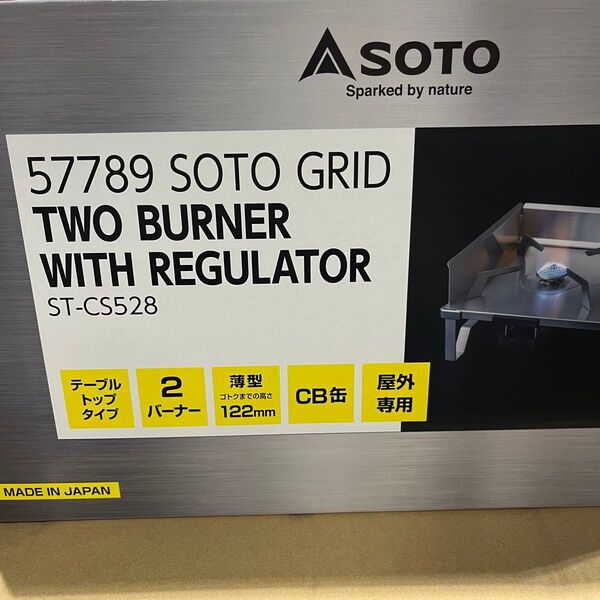 SOTO
Sparked by nature
57789 SOTO GRID
TWO BURNER
WITH REGULATOR
ST-CS528
テーブル
トップ
タイプ
2
バーナー
薄型
ゴトクまでの高さ
122mm
CB缶
屋外
専用
MADE IN JAPAN